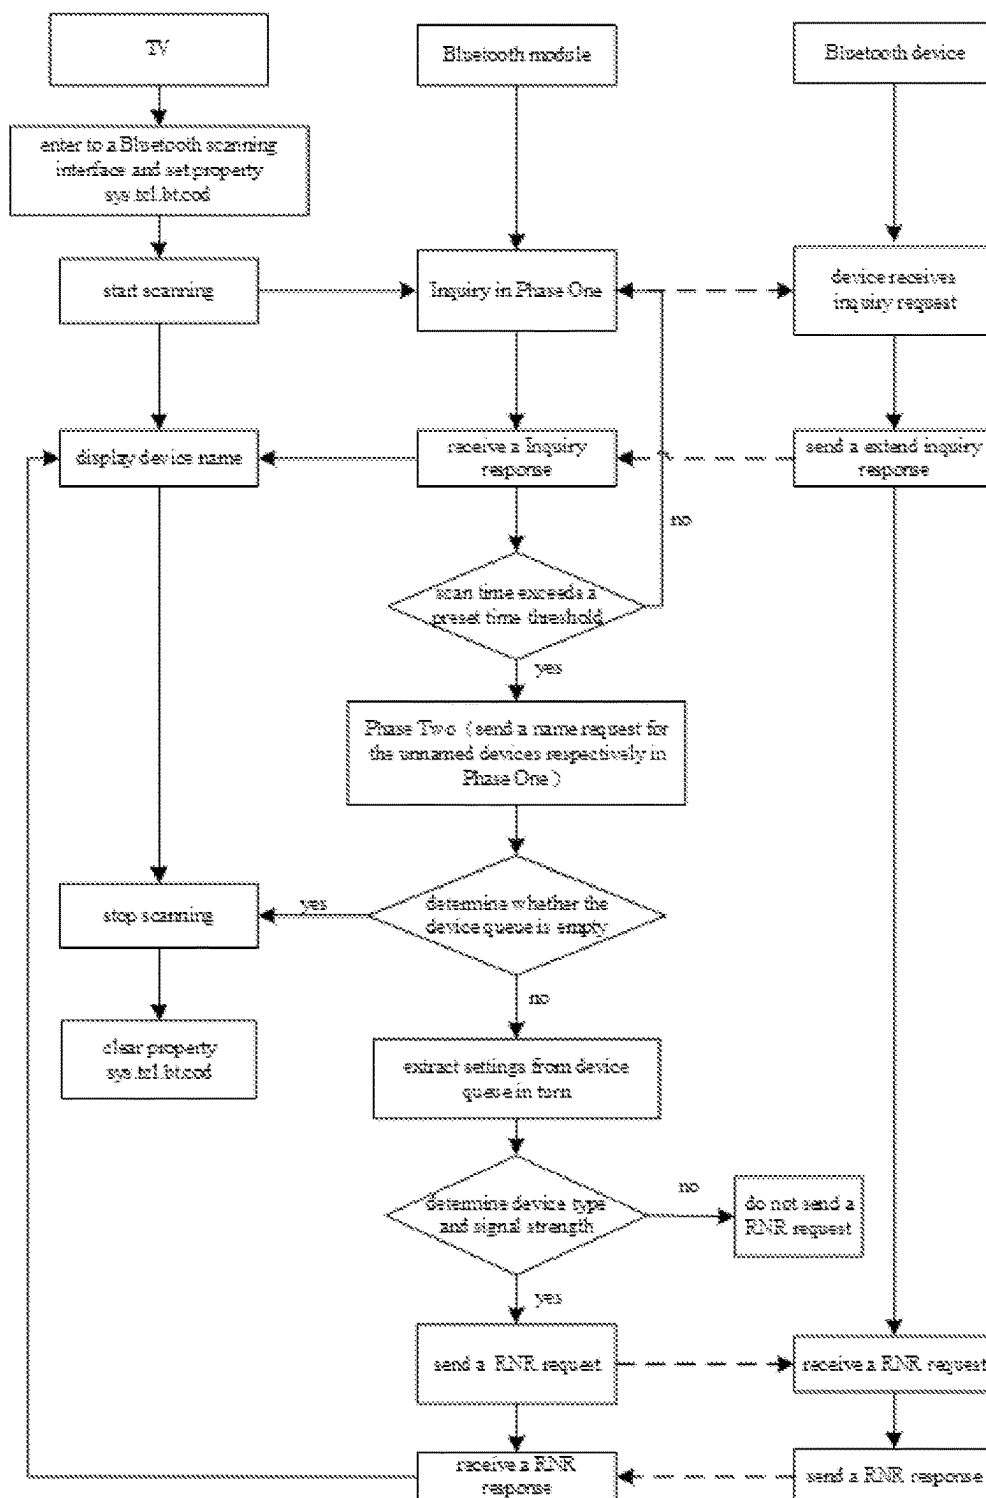 TV
Bluetooth module
Bluetooth device
enter to a Bluetooth scanning
interface and set property
sys.tcl.bt.cod
start scanning
Inquiry in Phase One
device receives
inquiry request
display device name
receive a Inquiry
response
send a extend inquiry
response
no
scan time exceeds a
preset time threshold
yes
Phase Two (send a name request for
the unnamed devices respectively in
Phase One)
stop scanning
yes
determine whether the
device queue is empty
no
clear property
sys.tcl.bt.cod
extract settings from device
queue in turn
determine device type
and signal strength
no
do not send a
RNR request
yes
send a RNR request
receive a RNR request
receive a RNR
response
send a RNR response